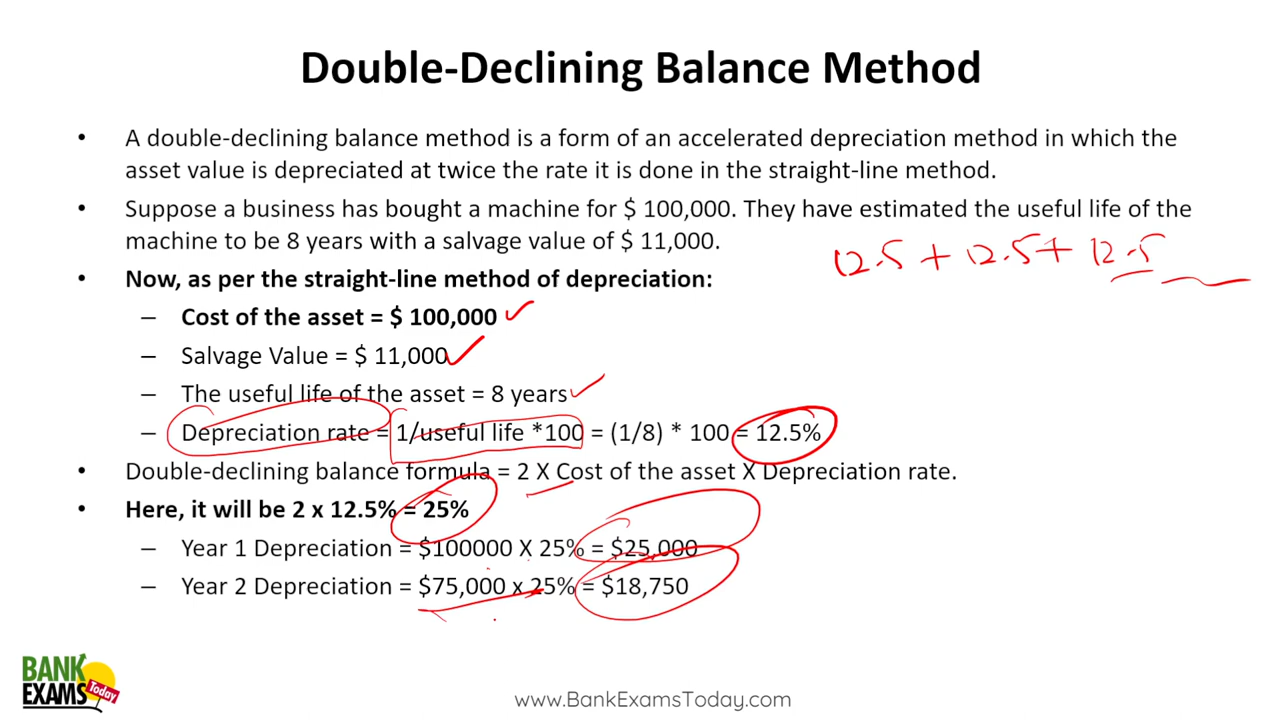 Double-Declining Balance Method
• A double-declining balance method is a form of an accelerated depreciation method in which the
asset value is depreciated at twice the rate it is done in the straight-line method.
• Suppose a business has bought a machine for $ 100,000. They have estimated the useful life of the
machine to be 8 years with a salvage value of $ 11,000.
12.5 + 12.5 + 12.5
• Now, as per the straight-line method of depreciation:
– Cost of the asset = $ 100,000
– Salvage Value = $ 11,000
– The useful life of the asset = 8 years
– Depreciation rate = 1/useful life *100 = (1/8) * 100 = 12.5%
• Double-declining balance formula = 2 X Cost of the asset X Depreciation rate.
• Here, it will be 2 x 12.5% = 25%
– Year 1 Depreciation = $100000 X 25% = $25,000
– Year 2 Depreciation = $75,000 x 25% = $18,750
BANK
EXAMS Today
www.BankExamsToday.com